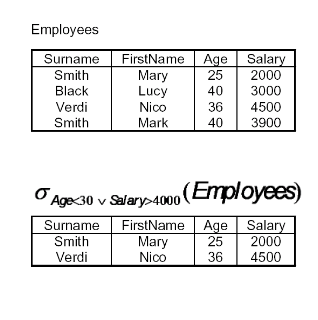 Employees
Surname FirstName Age Salary
Smith Mary 25 2000
Black Lucy 40 3000
Verdi Nico 36 4500
Smith Mark 40 3900
σ Age<30 ∨ Salary>4000 (Employees)
Surname FirstName Age Salary
Smith Mary 25 2000
Verdi Nico 36 4500